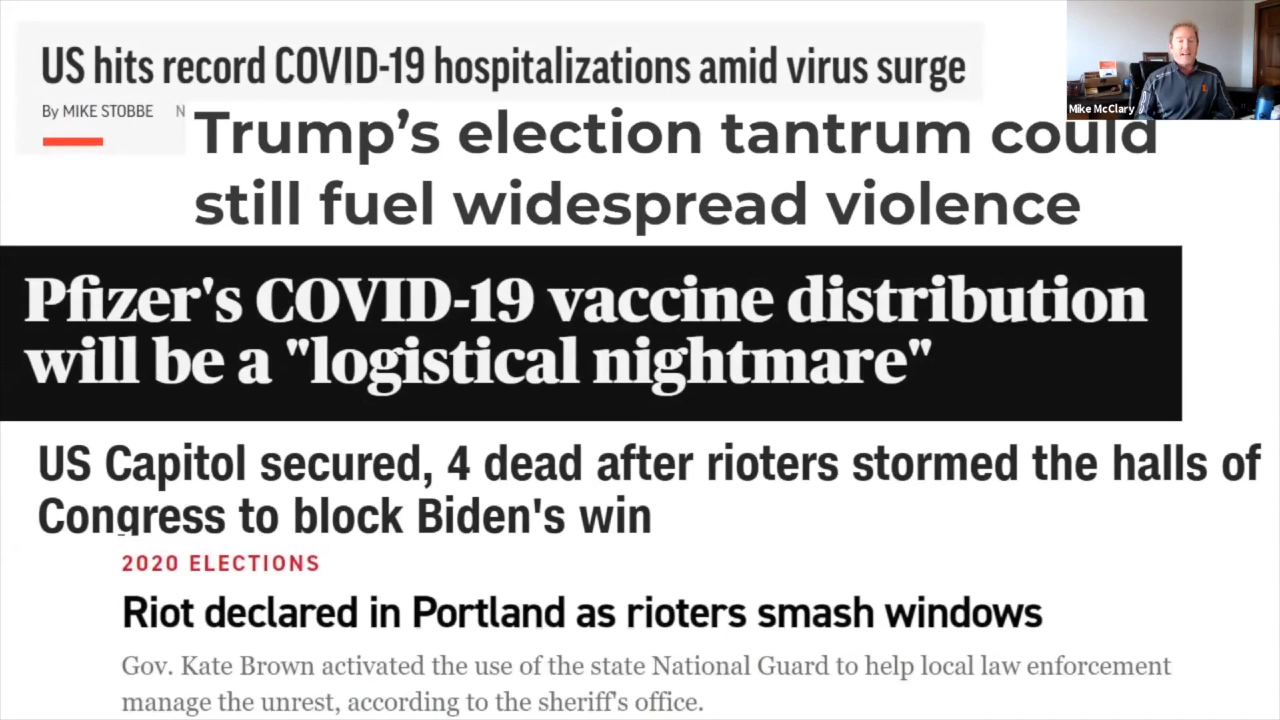 US hits record COVID-19 hospitalizations amid virus surge
Mike McClary
By MIKE STOBBE N
Trump's election tantrum could
still fuel widespread violence
Pfizer's COVID-19 vaccine distribution
will be a "logistical nightmare"
US Capitol secured, 4 dead after rioters stormed the halls of
Congress to block Biden's win
2020 ELECTIONS
Riot declared in Portland as rioters smash windows
Gov. Kate Brown activated the use of the state National Guard to help local law enforcement
manage the unrest, according to the sheriff's office.